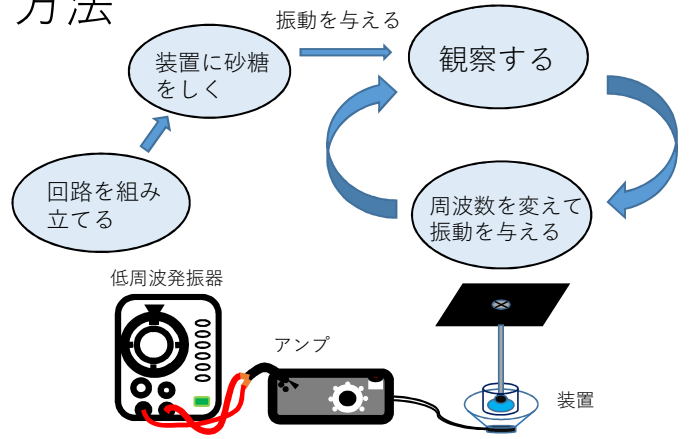 方法
振動を与える
装置に砂糖
をしく
観察する
回路を組み
立てる
周波数を変えて
振動を与える
低周波発振器
アンプ
装置